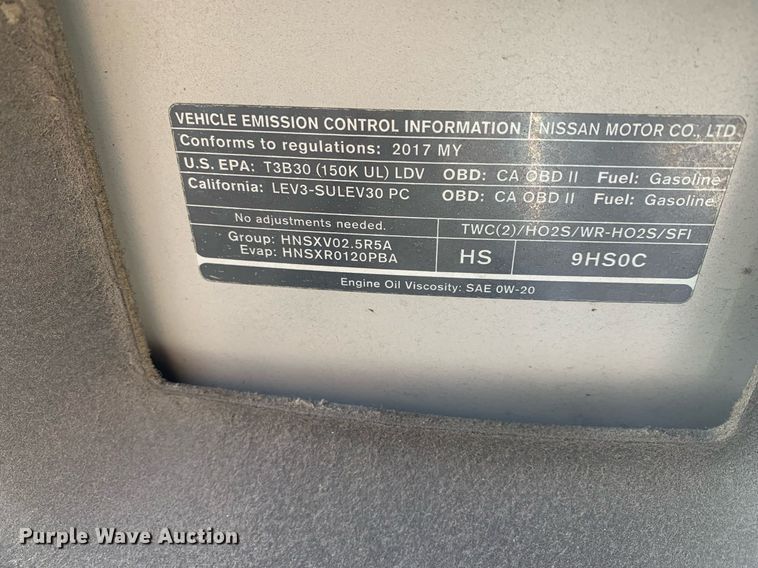 VEHICLE EMISSION CONTROL INFORMATION NISSAN MOTOR CO., LTD
Conforms to regulations: 2017 MY
U.S. EPA: T3B30 (150K UL) LDV OBD: CA OBD II Fuel: Gasoline
California: LEV3-SULEV30 PC OBD: CA OBD II Fuel: Gasoline
No adjustments needed. TWC(2)/HO2S/WR-HO2S/SFI
Group: HNSXV02.5R5A
Evap: HNSXR0120PBA
HS 9HS0C
Engine Oil Viscosity: SAE 0W-20
Purple Wave Auction®